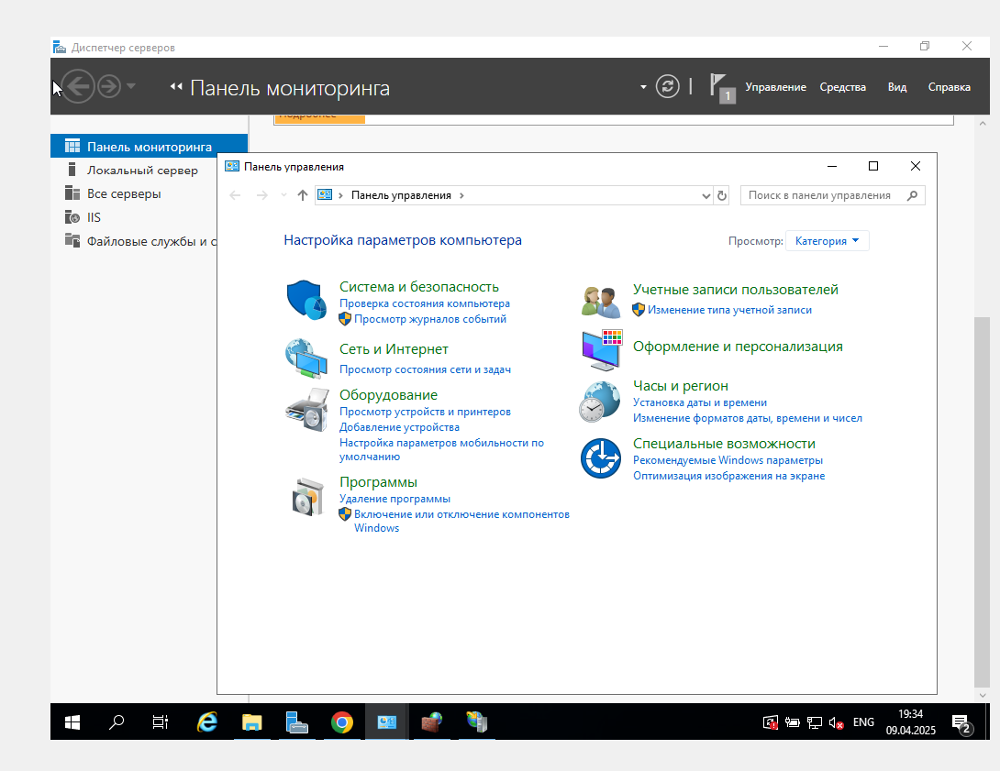 Диспетчер серверов
Панель мониторинга
1
Управление
Средства
Вид
Справка
Подробнее
Панель мониторинга
Локальный сервер
Все серверы
IIS
Файловые службы и с
Панель управления
Панель управления
Поиск в панели управления
Настройка параметров компьютера
Просмотр:
Категория
Система и безопасность
Проверка состояния компьютера
Просмотр журналов событий
Сеть и Интернет
Просмотр состояния сети и задач
Оборудование
Просмотр устройств и принтеров
Добавление устройства
Настройка параметров мобильности по
умолчанию
Программы
Удаление программы
Включение или отключение компонентов
Windows
Учетные записи пользователей
Изменение типа учетной записи
Оформление и персонализация
Часы и регион
Установка даты и времени
Изменение форматов даты, времени и чисел
Специальные возможности
Рекомендуемые Windows параметры
Оптимизация изображения на экране
ENG
19:34
09.04.2025
2